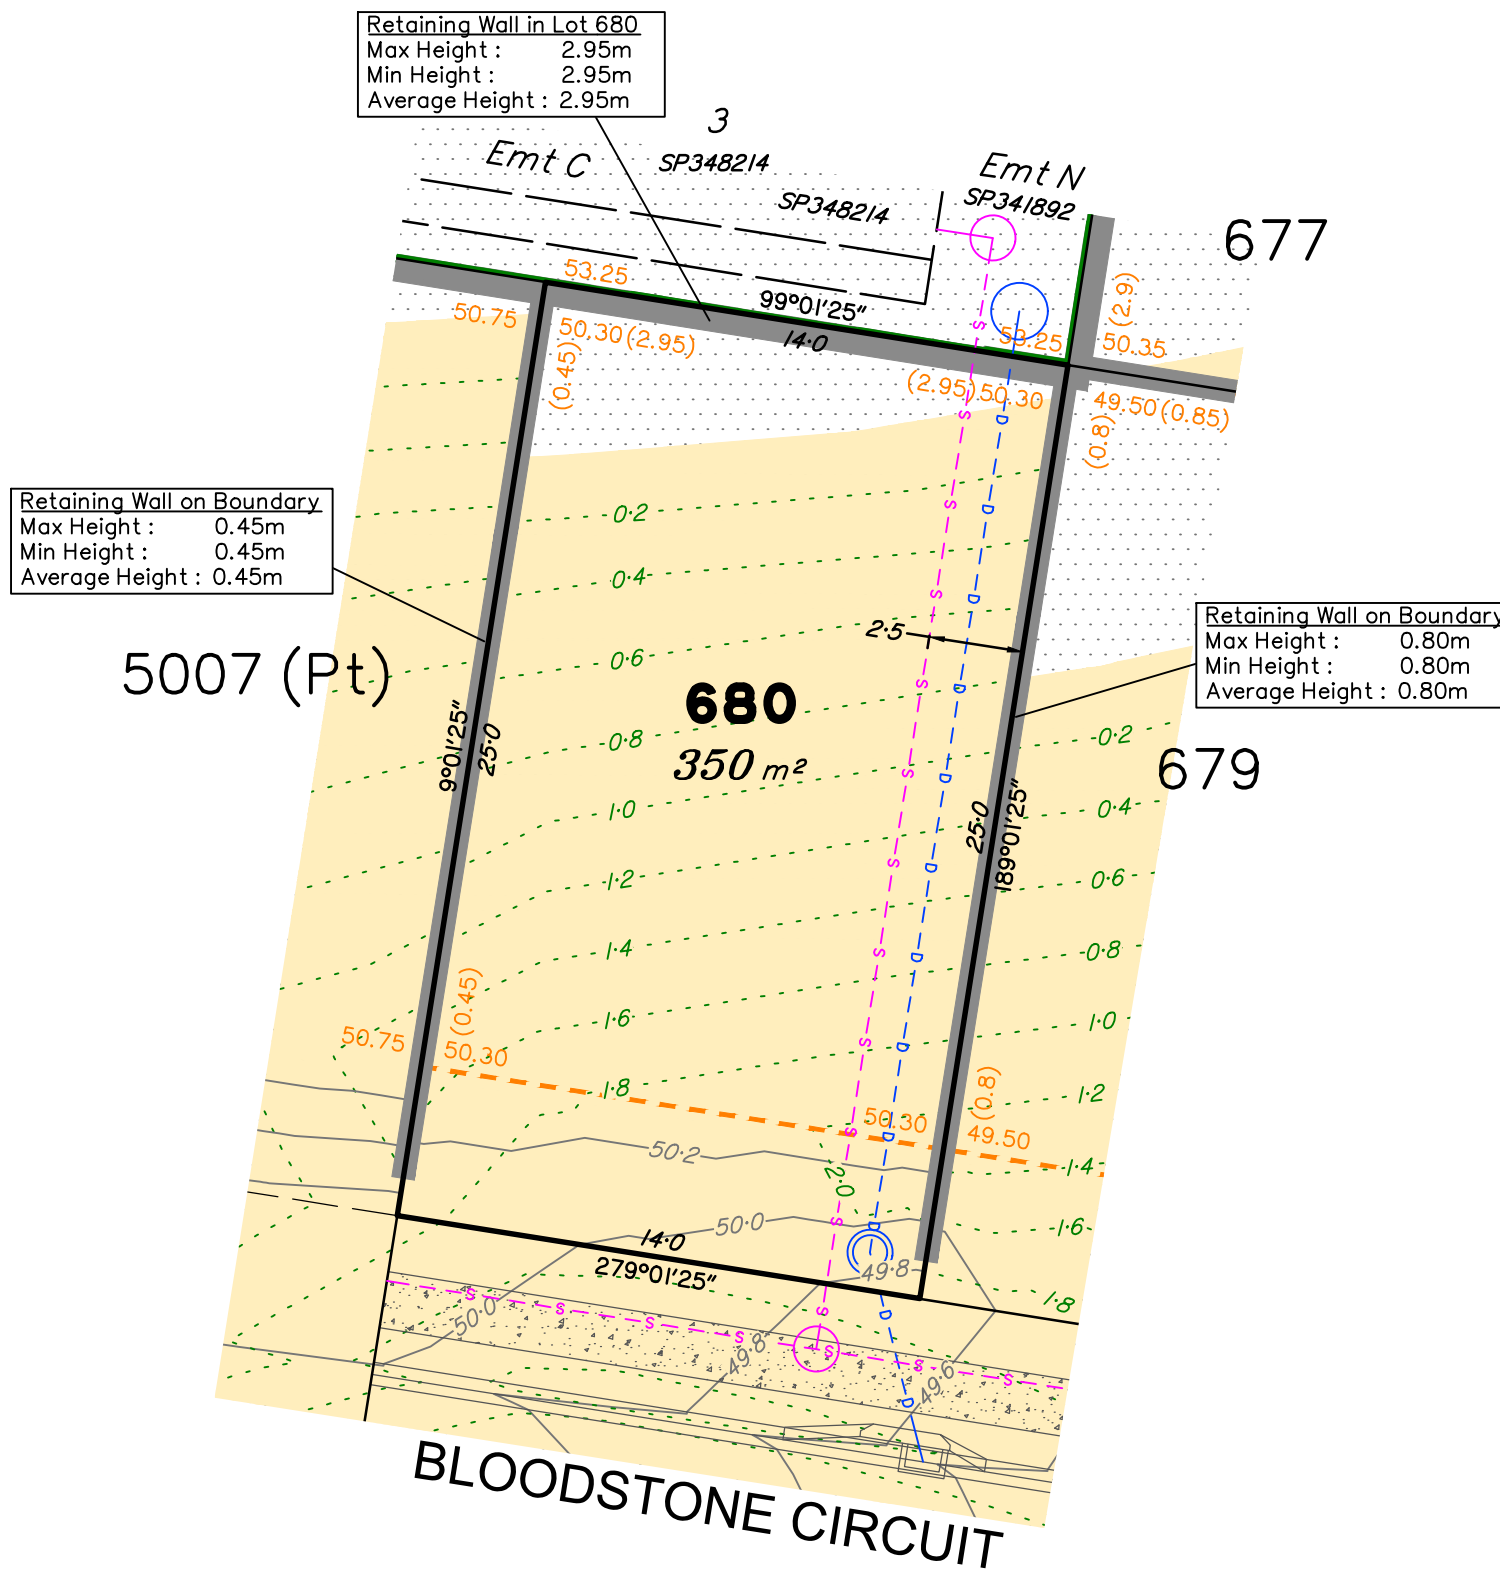 Retaining Wall in Lot 680
Max Height : 2.95m
Min Height : 2.95m
Average Height : 2.95m
3
Emt C
SP348214
Emt N
SP341892
SP348214
677
53.25
99°01'25"
14·0
53.25
(2.9)
50.35
50.75
50.30(2.95)
(0.45)
(2.95)50.30
49.50(0.85)
(0.8)
S
D
Retaining Wall on Boundary
Max Height : 0.45m
Min Height : 0.45m
Average Height : 0.45m
0·2
0·4
0·6
0·8
1·0
1·2
1·4
1·6
1·8
2·0
2·5
Retaining Wall on Boundary
Max Height : 0.80m
Min Height : 0.80m
Average Height : 0.80m
5007 (Pt)
680
350 m²
679
9°01'25"
25·0
25·0
189°01'25"
0·2
0·4
0·6
0·8
1·0
1·2
1·4
1·6
1·8
50.75
(0.45)
50.30
50.30
(0.8)
49.50
50·2
50·0
49·8
14·0
279°01'25"
50·0
49·8
49·6
BLOODSTONE CIRCUIT